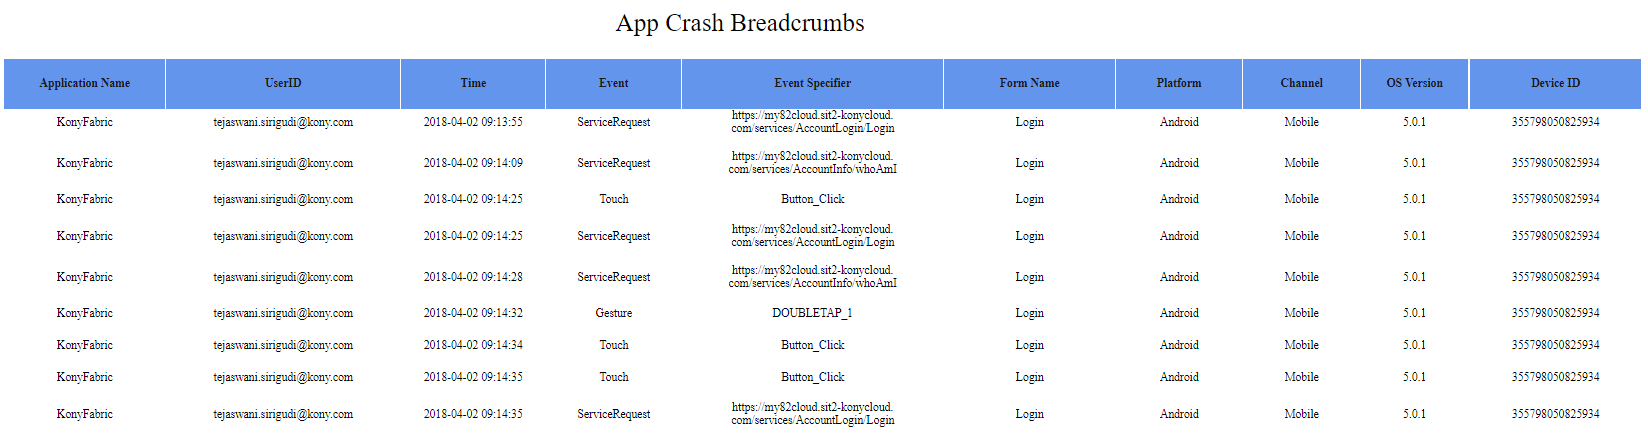 App Crash Breadcrumbs
Application Name UserID Time Event Event Specifier Form Name Platform Channel OS Version Device ID
KonyFabric tejaswani.sirigudi@kony.com 2018-04-02 09:13:55 ServiceRequest https://my82cloud.sit2-konycloud.
com/services/AccountLogin/Login Login Android Mobile 5.0.1 355798050825934
KonyFabric tejaswani.sirigudi@kony.com 2018-04-02 09:14:09 ServiceRequest https://my82cloud.sit2-konycloud.
com/services/AccountInfo/whoAmI Login Android Mobile 5.0.1 355798050825934
KonyFabric tejaswani.sirigudi@kony.com 2018-04-02 09:14:25 Touch Button_Click Login Android Mobile 5.0.1 355798050825934
KonyFabric tejaswani.sirigudi@kony.com 2018-04-02 09:14:25 ServiceRequest https://my82cloud.sit2-konycloud.
com/services/AccountLogin/Login Login Android Mobile 5.0.1 355798050825934
KonyFabric tejaswani.sirigudi@kony.com 2018-04-02 09:14:28 ServiceRequest https://my82cloud.sit2-konycloud.
com/services/AccountInfo/whoAmI Login Android Mobile 5.0.1 355798050825934
KonyFabric tejaswani.sirigudi@kony.com 2018-04-02 09:14:32 Gesture DOUBLETAP_1 Login Android Mobile 5.0.1 355798050825934
KonyFabric tejaswani.sirigudi@kony.com 2018-04-02 09:14:34 Touch Button_Click Login Android Mobile 5.0.1 355798050825934
KonyFabric tejaswani.sirigudi@kony.com 2018-04-02 09:14:35 Touch Button_Click Login Android Mobile 5.0.1 355798050825934
KonyFabric tejaswani.sirigudi@kony.com 2018-04-02 09:14:35 ServiceRequest https://my82cloud.sit2-konycloud.
com/services/AccountLogin/Login Login Android Mobile 5.0.1 355798050825934